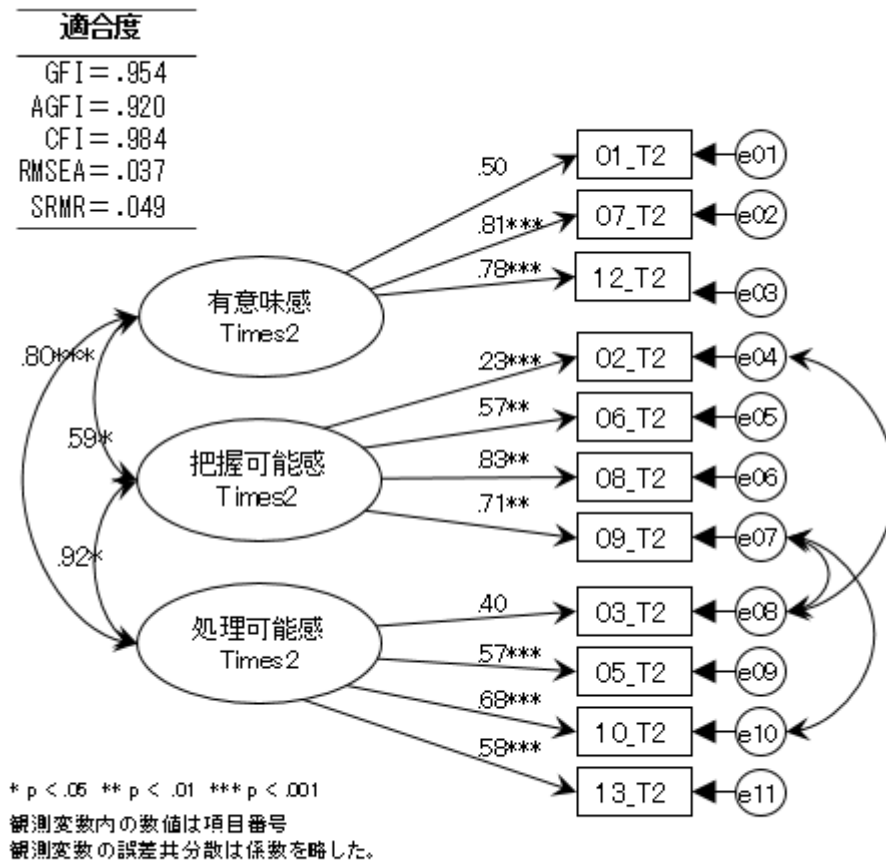 適合度
GFI=.954
AGFI=.920
CFI=.984
RMSEA=.037
SRMR=.049
有意味感
Times2
把握可能感
Times2
処理可能感
Times2
.80***
.59*
.92*
.50
.81***
.78***
.23***
.57**
.83**
.71**
.40
.57***
.68***
.58***
01_T2
e01
07_T2
e02
12_T2
e03
02_T2
e04
06_T2
e05
08_T2
e06
09_T2
e07
03_T2
e08
05_T2
e09
10_T2
e10
13_T2
e11
* p <.05 ** p < .01 *** p < .001
観測変数内の数値は項目番号
観測変数の誤差共分散は係数を略した。